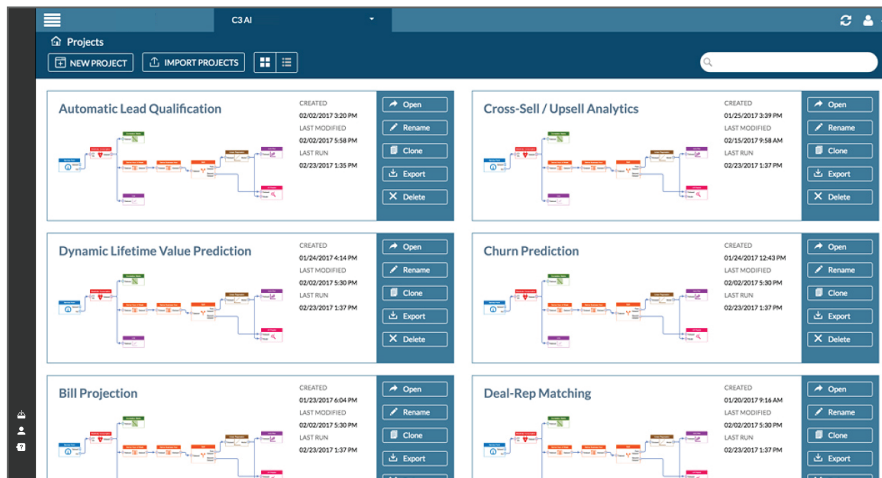 C3 AI
Projects
NEW PROJECT
IMPORT PROJECTS
Automatic Lead Qualification
CREATED
02/02/2017 3:20 PM
LAST MODIFIED
02/02/2017 5:58 PM
LAST RUN
02/23/2017 1:35 PM
Open
Rename
Clone
Export
Delete
Cross-Sell / Upsell Analytics
CREATED
01/25/2017 3:39 PM
LAST MODIFIED
02/15/2017 9:58 AM
LAST RUN
02/23/2017 1:37 PM
Open
Rename
Clone
Export
Delete
Dynamic Lifetime Value Prediction
CREATED
01/24/2017 4:14 PM
LAST MODIFIED
02/02/2017 5:30 PM
LAST RUN
02/23/2017 1:37 PM
Open
Rename
Clone
Export
Delete
Churn Prediction
CREATED
01/24/2017 12:43 PM
LAST MODIFIED
02/02/2017 5:30 PM
LAST RUN
02/23/2017 1:37 PM
Open
Rename
Clone
Export
Delete
Bill Projection
CREATED
01/23/2017 6:04 PM
LAST MODIFIED
02/02/2017 5:30 PM
LAST RUN
02/23/2017 1:37 PM
Open
Rename
Clone
Export
Deal-Rep Matching
CREATED
01/20/2017 9:16 AM
LAST MODIFIED
02/02/2017 5:30 PM
LAST RUN
02/23/2017 1:37 PM
Open
Rename
Clone
Export